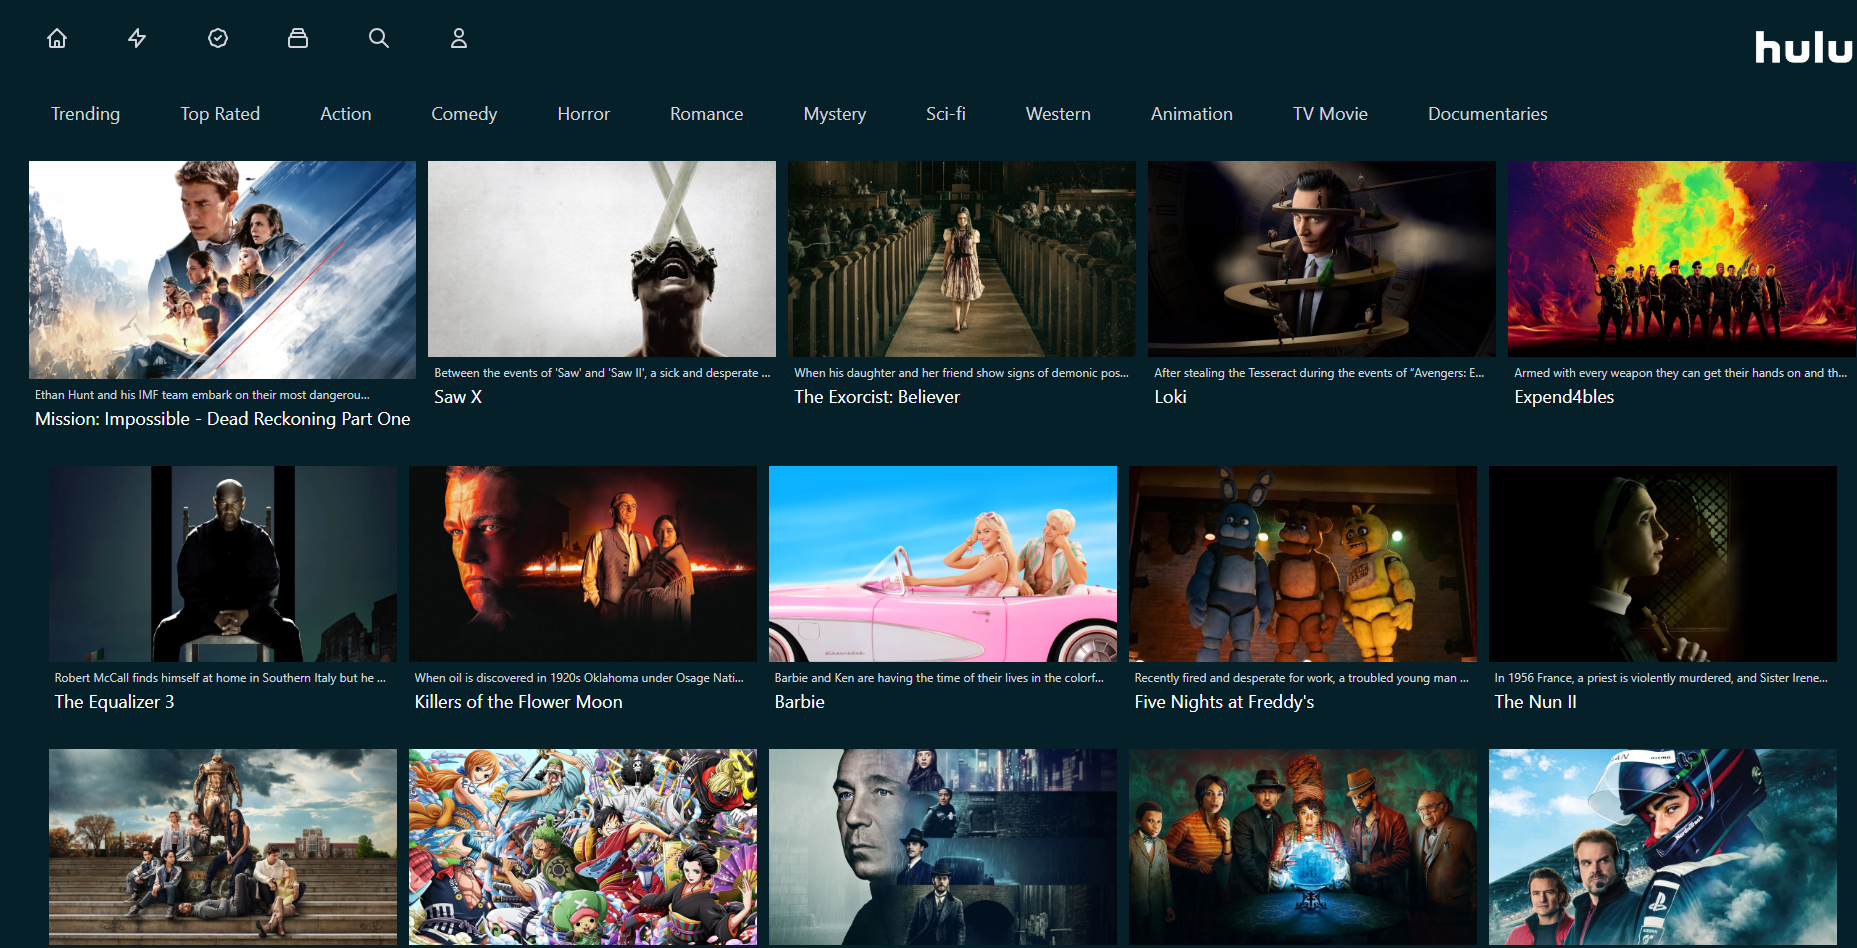 hulu
Trending Top Rated Action Comedy Horror Romance Mystery Sci-fi Western Animation TV Movie Documentaries
Ethan Hunt and his IMF team embark on their most dangerou...
Mission: Impossible - Dead Reckoning Part One
Between the events of 'Saw' and 'Saw II', a sick and desperate ...
Saw X
When his daughter and her friend show signs of demonic pos...
The Exorcist: Believer
After stealing the Tesseract during the events of “Avengers: E...
Loki
Armed with every weapon they can get their hands on and th...
Expend4bles
Robert McCall finds himself at home in Southern Italy but he ...
The Equalizer 3
When oil is discovered in 1920s Oklahoma under Osage Nati...
Killers of the Flower Moon
Barbie and Ken are having the time of their lives in the colorf...
Barbie
Recently fired and desperate for work, a troubled young man ...
Five Nights at Freddy's
In 1956 France, a priest is violently murdered, and Sister Irene...
The Nun II